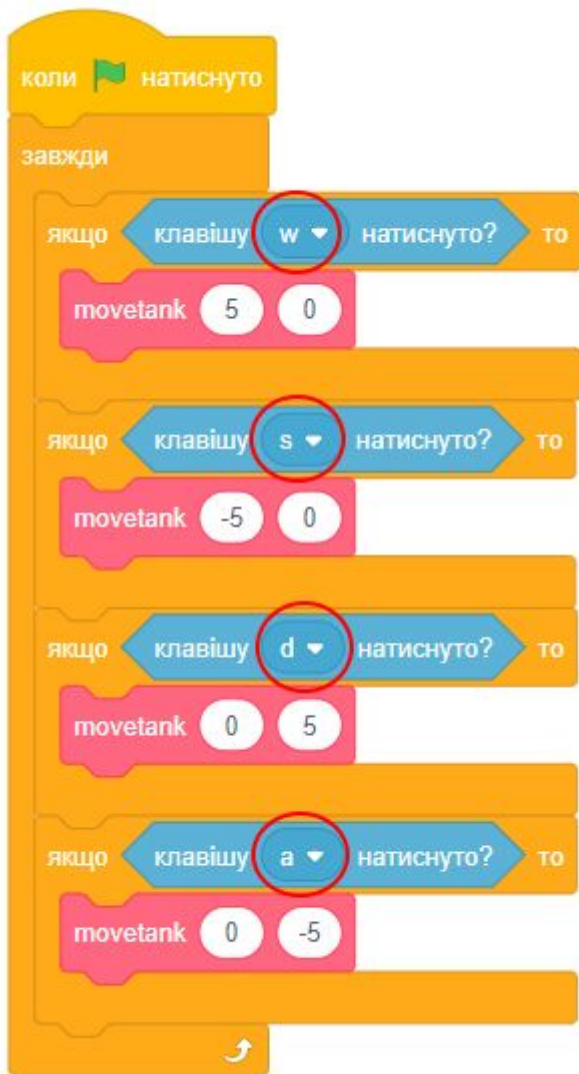 коли натиснуто
завжди
якщо клавішу w натиснуто? то
movetank 5 0
якщо клавішу s натиснуто? то
movetank -5 0
якщо клавішу d натиснуто? то
movetank 0 5
якщо клавішу a натиснуто? то
movetank 0 -5